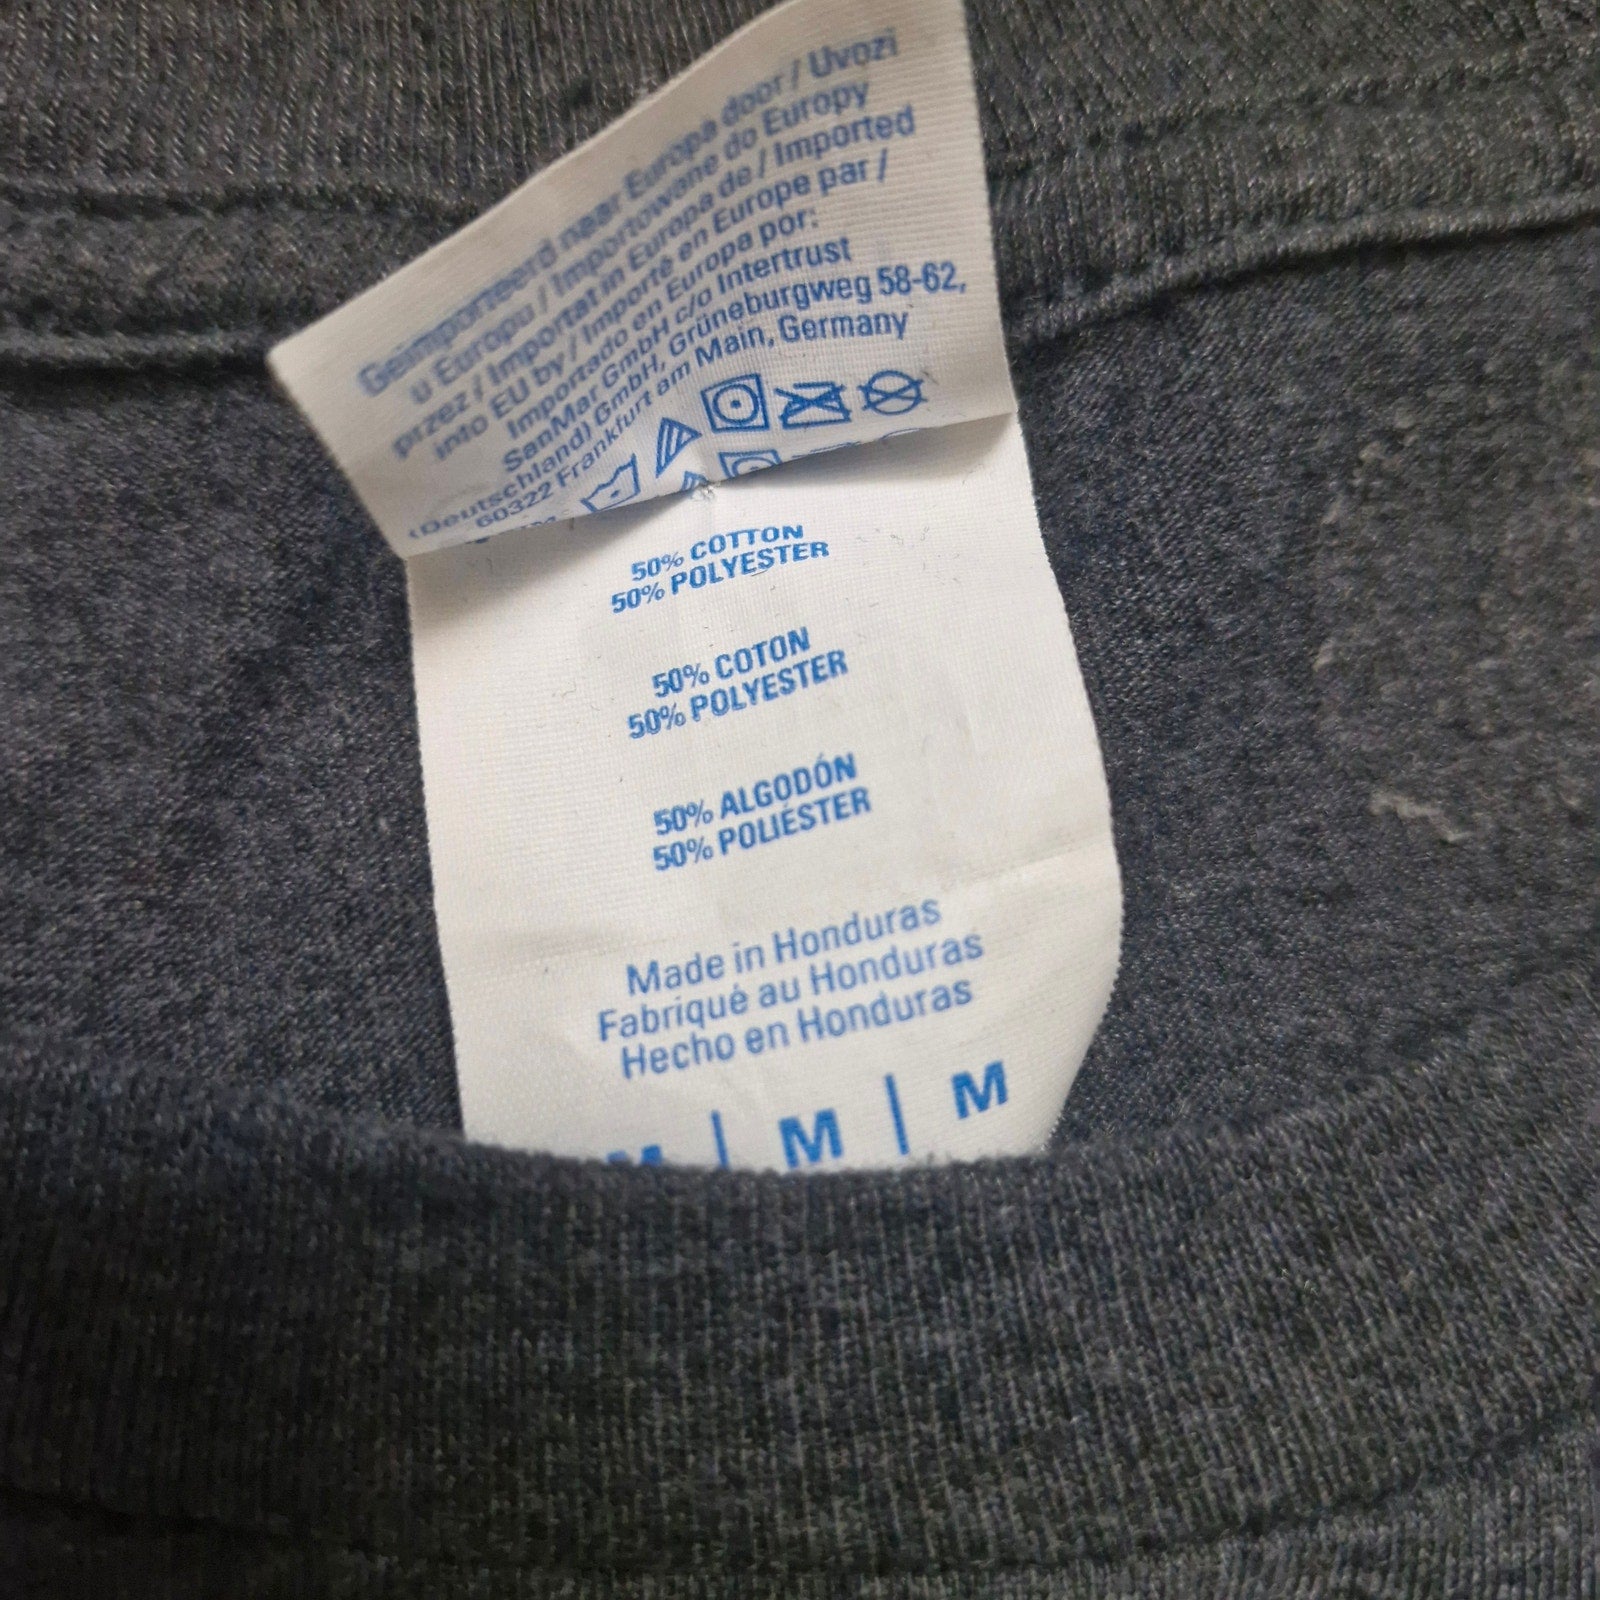 Geïmporteerd naar Europa door / Uvozi
u Europu / Importowane do Europy
przez / Importat in Europa de / Imported
into EU by / Importé en Europe par /
Importado en Europa por:
SanMar GmbH c/o Intertrust
(Deutschland) GmbH, Grüneburgweg 58-62,
60322 Frankfurt am Main, Germany
50% COTTON
50% POLYESTER
50% COTON
50% POLYESTER
50% ALGODÓN
50% POLIÉSTER
Made in Honduras
Fabriqué au Honduras
Hecho en Honduras
M | M | M